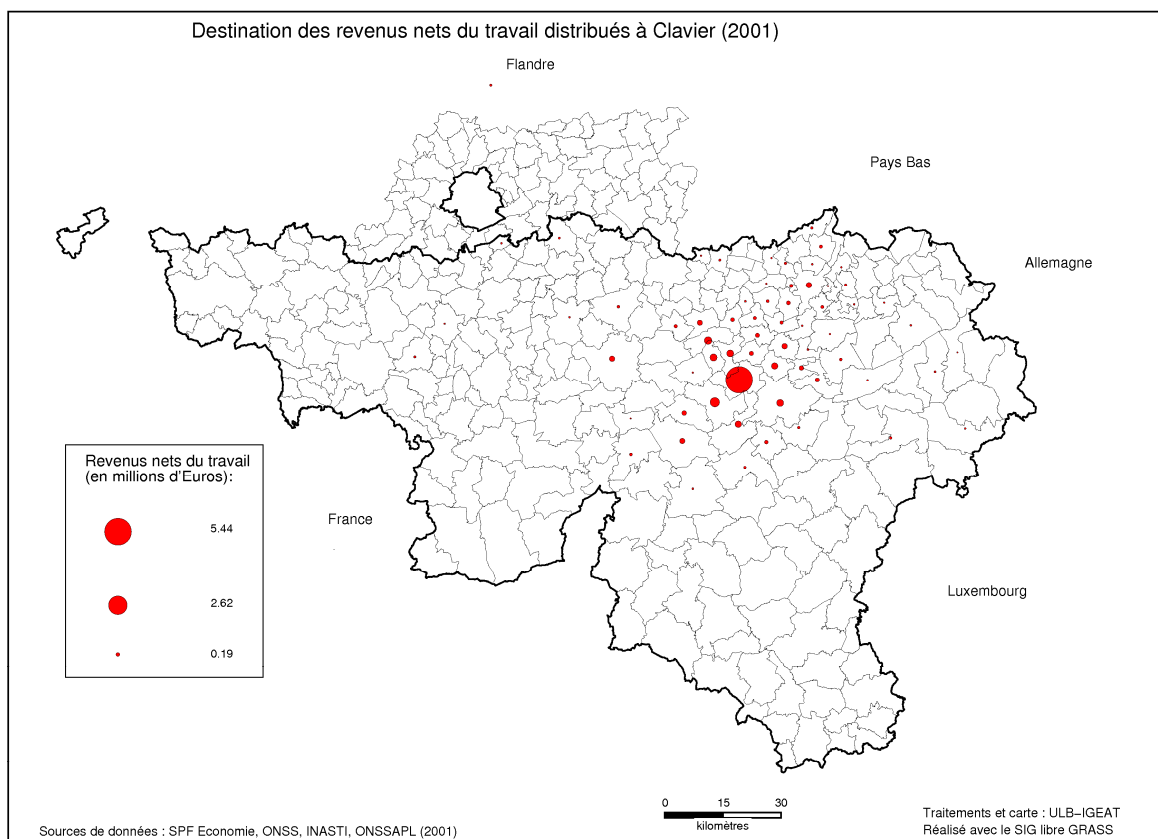 Destination des revenus nets du travail distribués à Clavier (2001)
Flandre
Pays Bas
Allemagne
Revenus nets du travail
(en millions d'Euros):
5.44
2.62
0.19
France
Luxembourg
0 15 30
kilomètres
Sources de données : SPF Economie, ONSS, INASTI, ONSSAPL (2001)
Traitements et carte : ULB-IGEAT
Réalisé avec le SIG libre GRASS